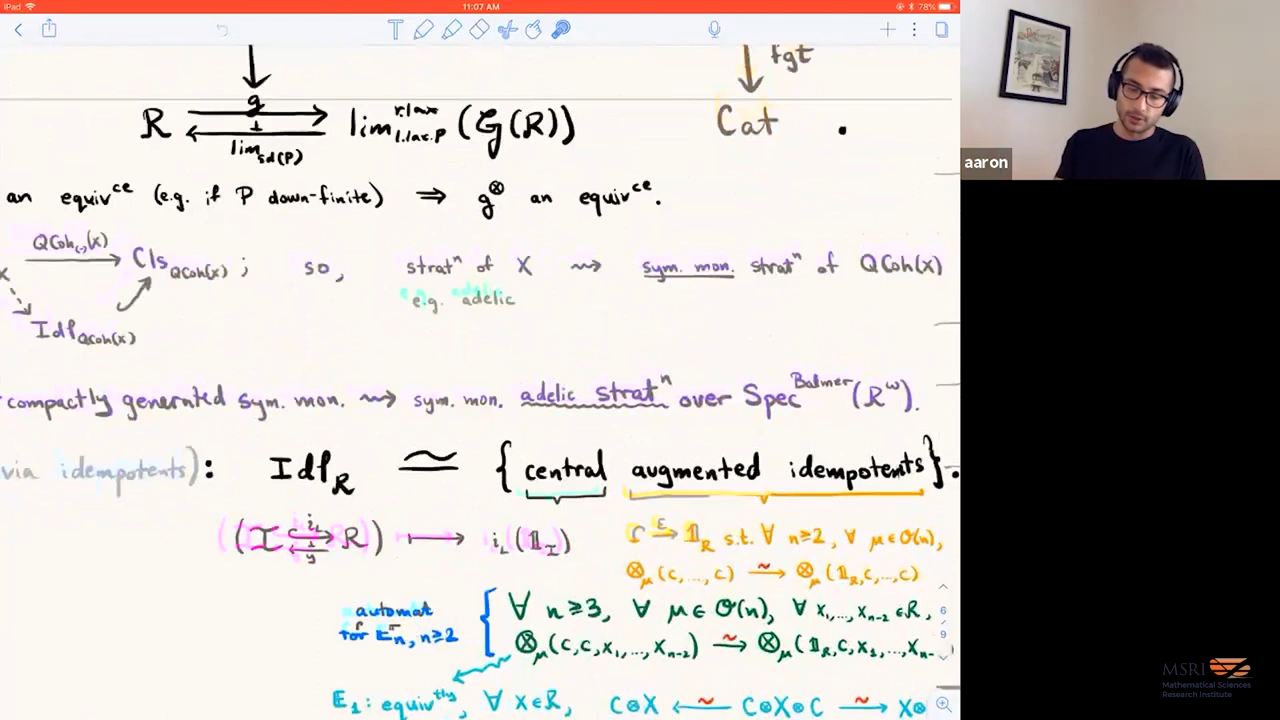 iPad 11:07 AM 78%
fgt
R g ⊥ lim_{sd(P)} lim^{r.lax}_{l.lax.P} (𝒢(R)) Cat .
aaron
an equiv^{ce} (e.g. if P down-finite) ⇒ g^⊗ an equiv^{ce}.
QCoh_{(-)}(X) Cls_{QCoh(X)} ; so, strat^n of X ⇝ sym. mon. strat^n of QCoh(X)
e.g. adelic
Idl_{QCoh(X)}
compactly generated sym. mon. ⇝ sym. mon. adelic strat^n over Spec^{Balmer}(R^ω).
via idempotents): Idl_R ≃ { central augmented idempotents }.
(I i_L ⊥ y R) ⟼ i_L(𝟙_I) ε 𝟙_R s.t. ∀ n≥2, ∀ μ∈O(n),
⊗_μ(c,...,c) ~→ ⊗_μ(𝟙_R,c,...,c)
automat ∀ n≥3, ∀ μ∈O(n), ∀ x_1,...,x_{n-2}∈R,
for E_n, n≥2 ⊗_μ(c,c,x_1,...,x_{n-2}) ~→ ⊗_μ(𝟙_R,c,x_1,...,x_{n-
6
9
E_1: equiv^{tly} ∀ X∈R, C⊗X ←~ C⊗X⊗C ~→ X⊗
MSRI
Mathematical Sciences
Research Institute